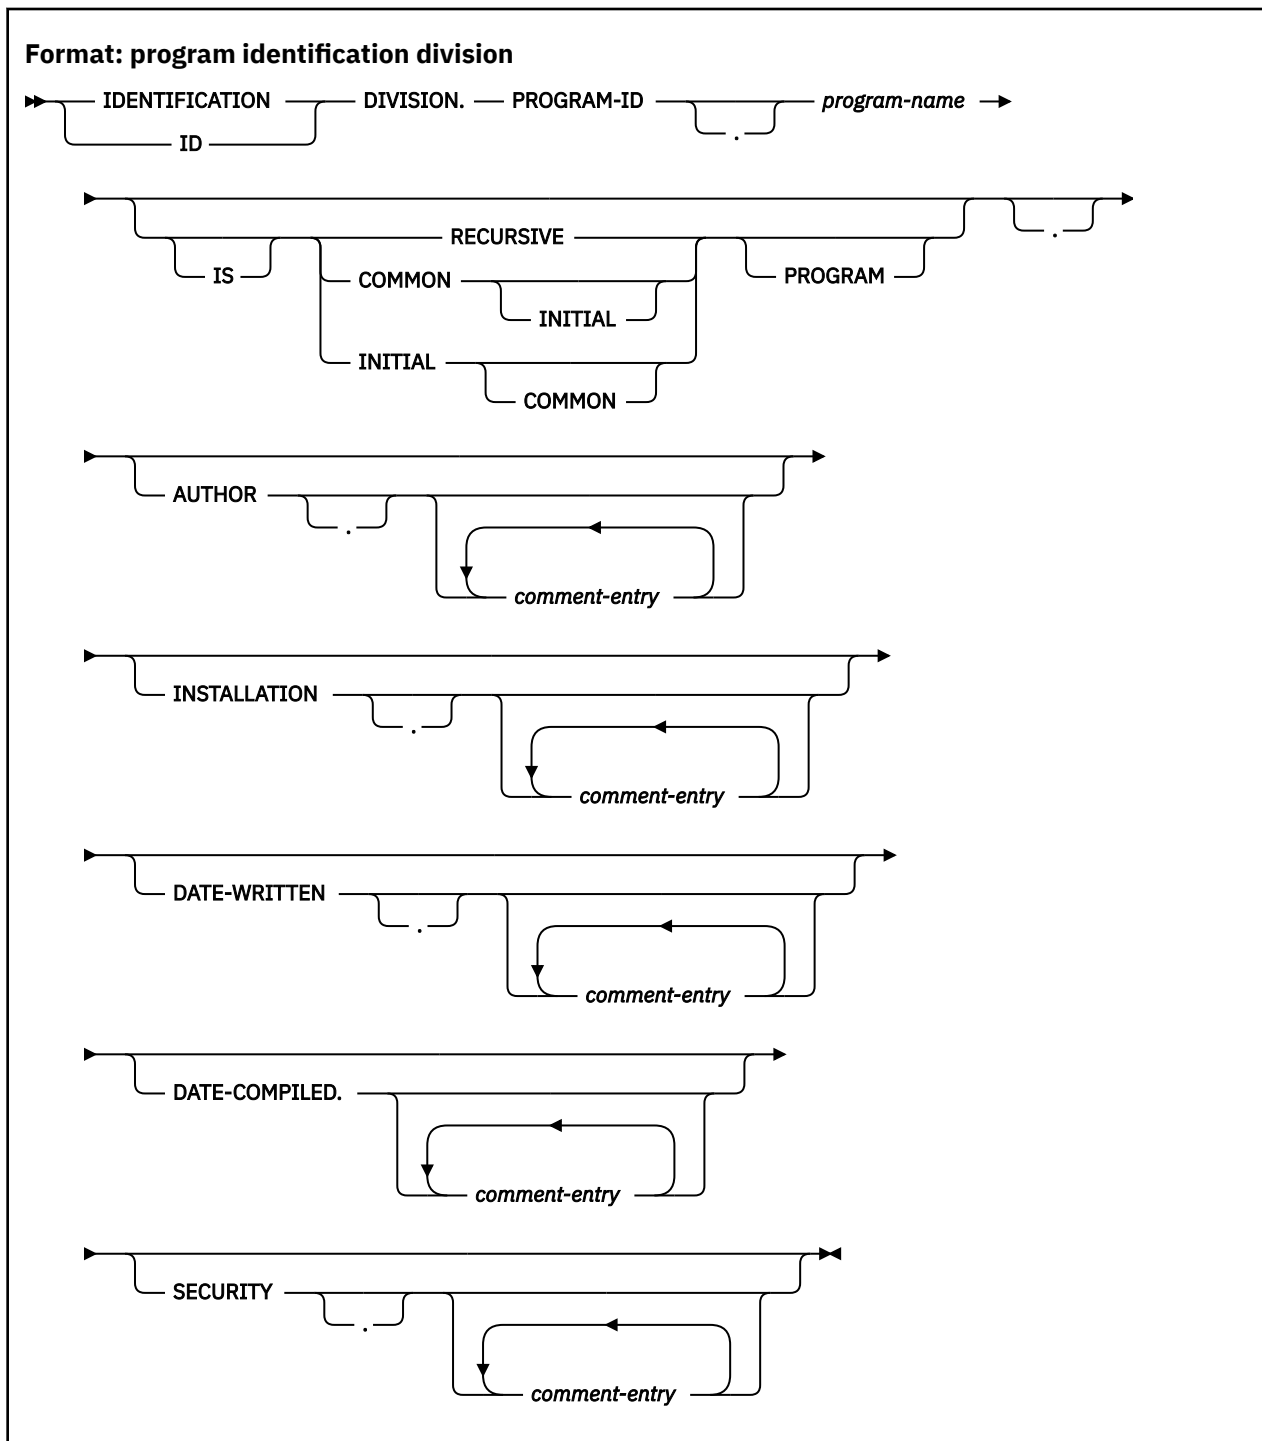 Format: program identification division
IDENTIFICATION DIVISION. PROGRAM-ID program-name
ID .
RECURSIVE .
IS COMMON PROGRAM
INITIAL
INITIAL
COMMON
AUTHOR
.
comment-entry
INSTALLATION
.
comment-entry
DATE-WRITTEN
.
comment-entry
DATE-COMPILED.
comment-entry
SECURITY
.
comment-entry